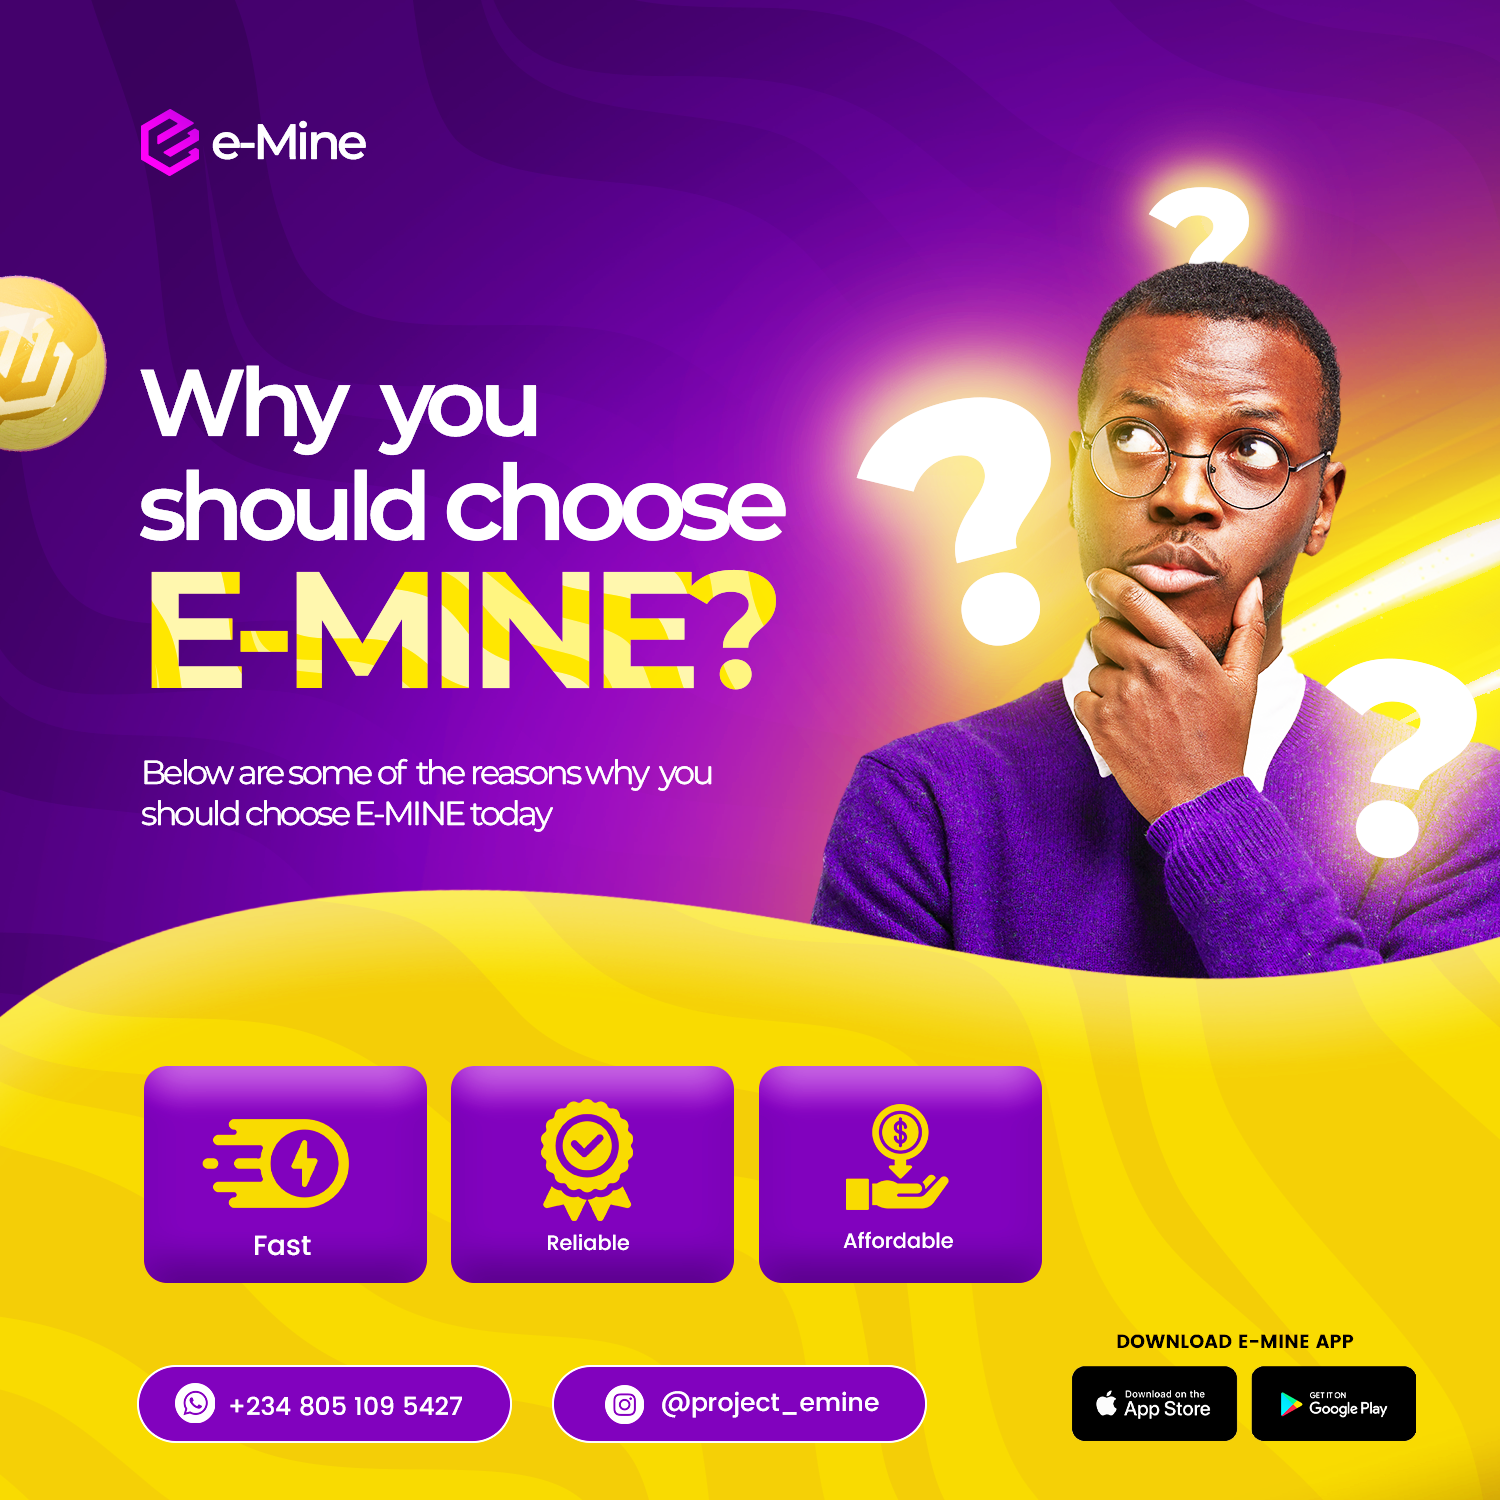 e-Mine
Why you
should choose
E-MINE?
Below are some of the reasons why you
should choose E-MINE today
Fast
Reliable
Affordable
DOWNLOAD E-MINE APP
+234 805 109 5427
@project_emine
Download on the
App Store
GET IT ON
Google Play